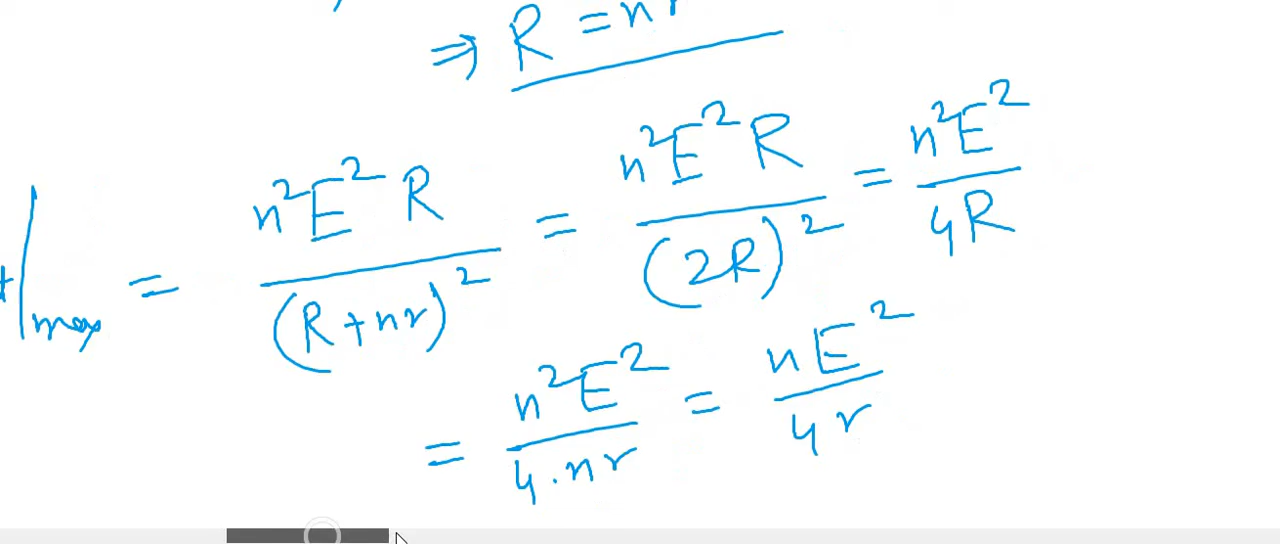 ⇒ R = nr
t|max = n²E²R/(R+nr)² = n²E²R/(2R)² = n²E²/4R
= n²E²/4.nr = nE²/4r